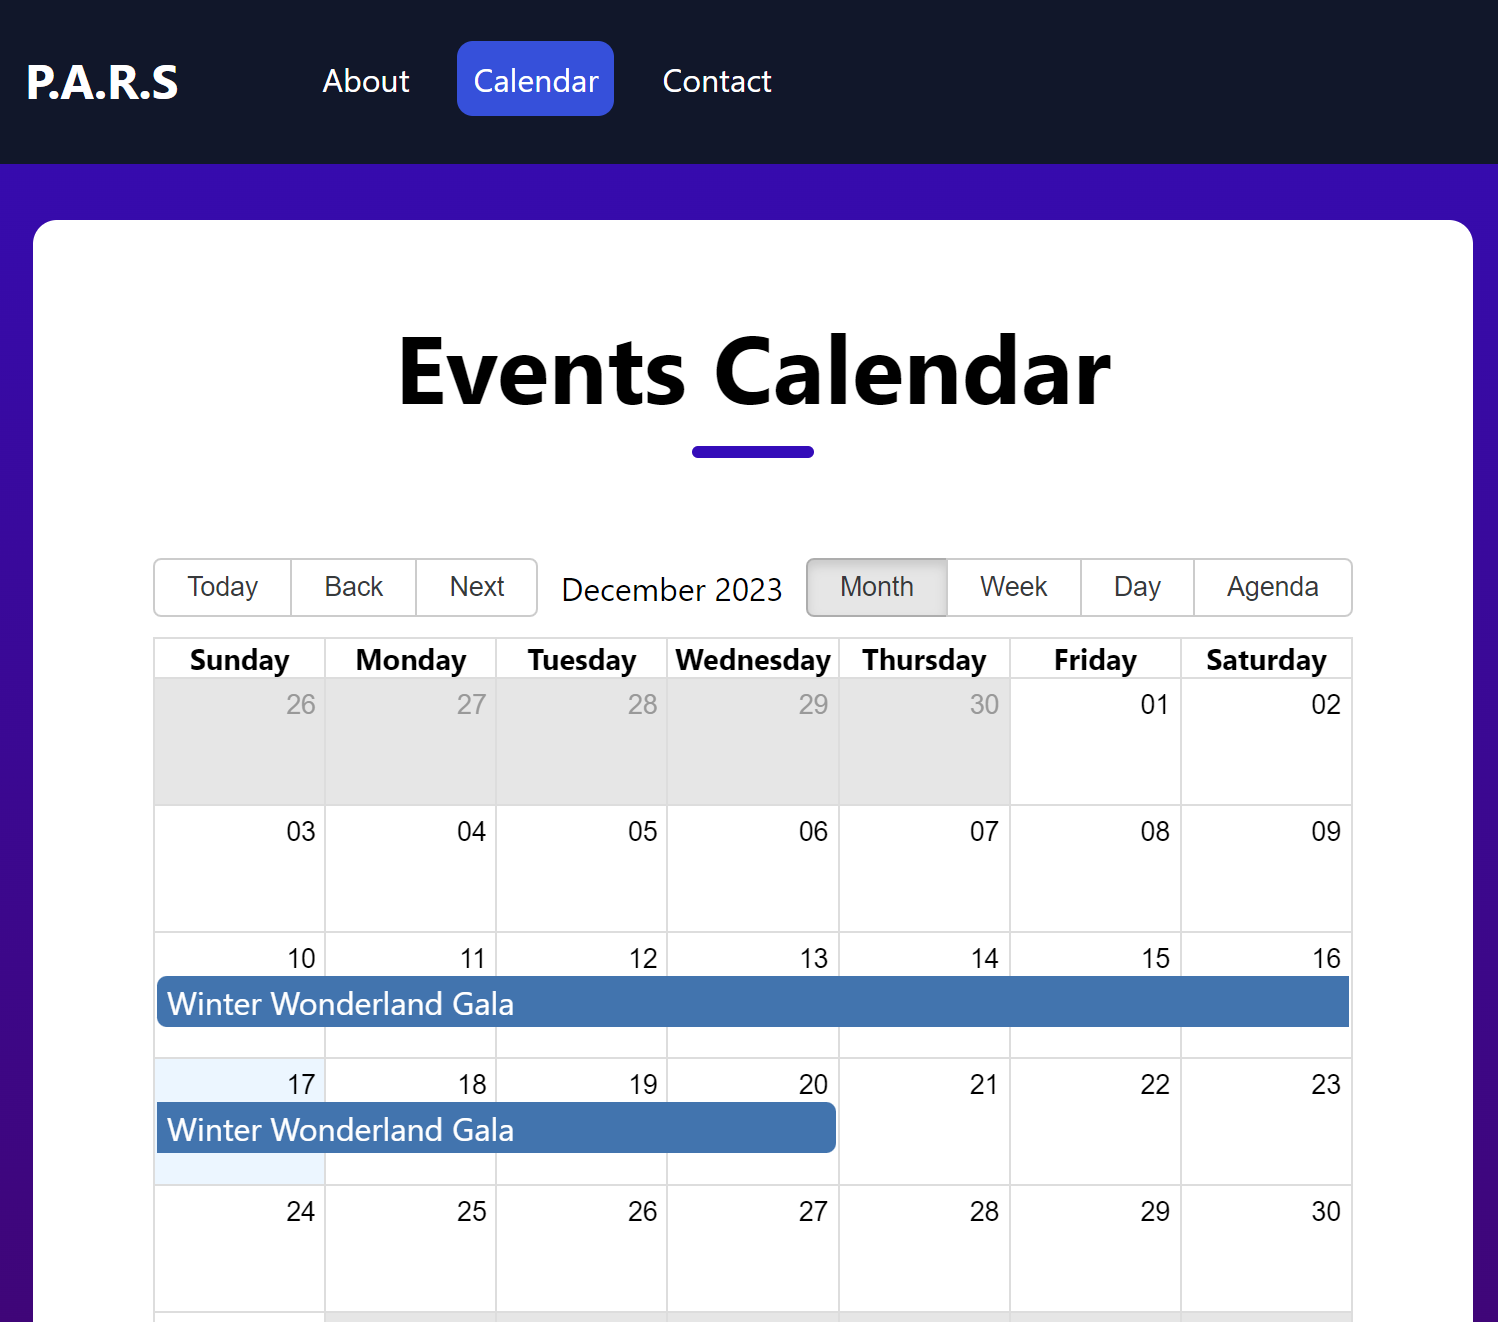 P.A.R.S About Calendar Contact
Events Calendar
Today Back Next December 2023 Month Week Day Agenda
Sunday Monday Tuesday Wednesday Thursday Friday Saturday
26 27 28 29 30 01 02
03 04 05 06 07 08 09
10 11 12 13 14 15 16
Winter Wonderland Gala
17 18 19 20 21 22 23
Winter Wonderland Gala
24 25 26 27 28 29 30